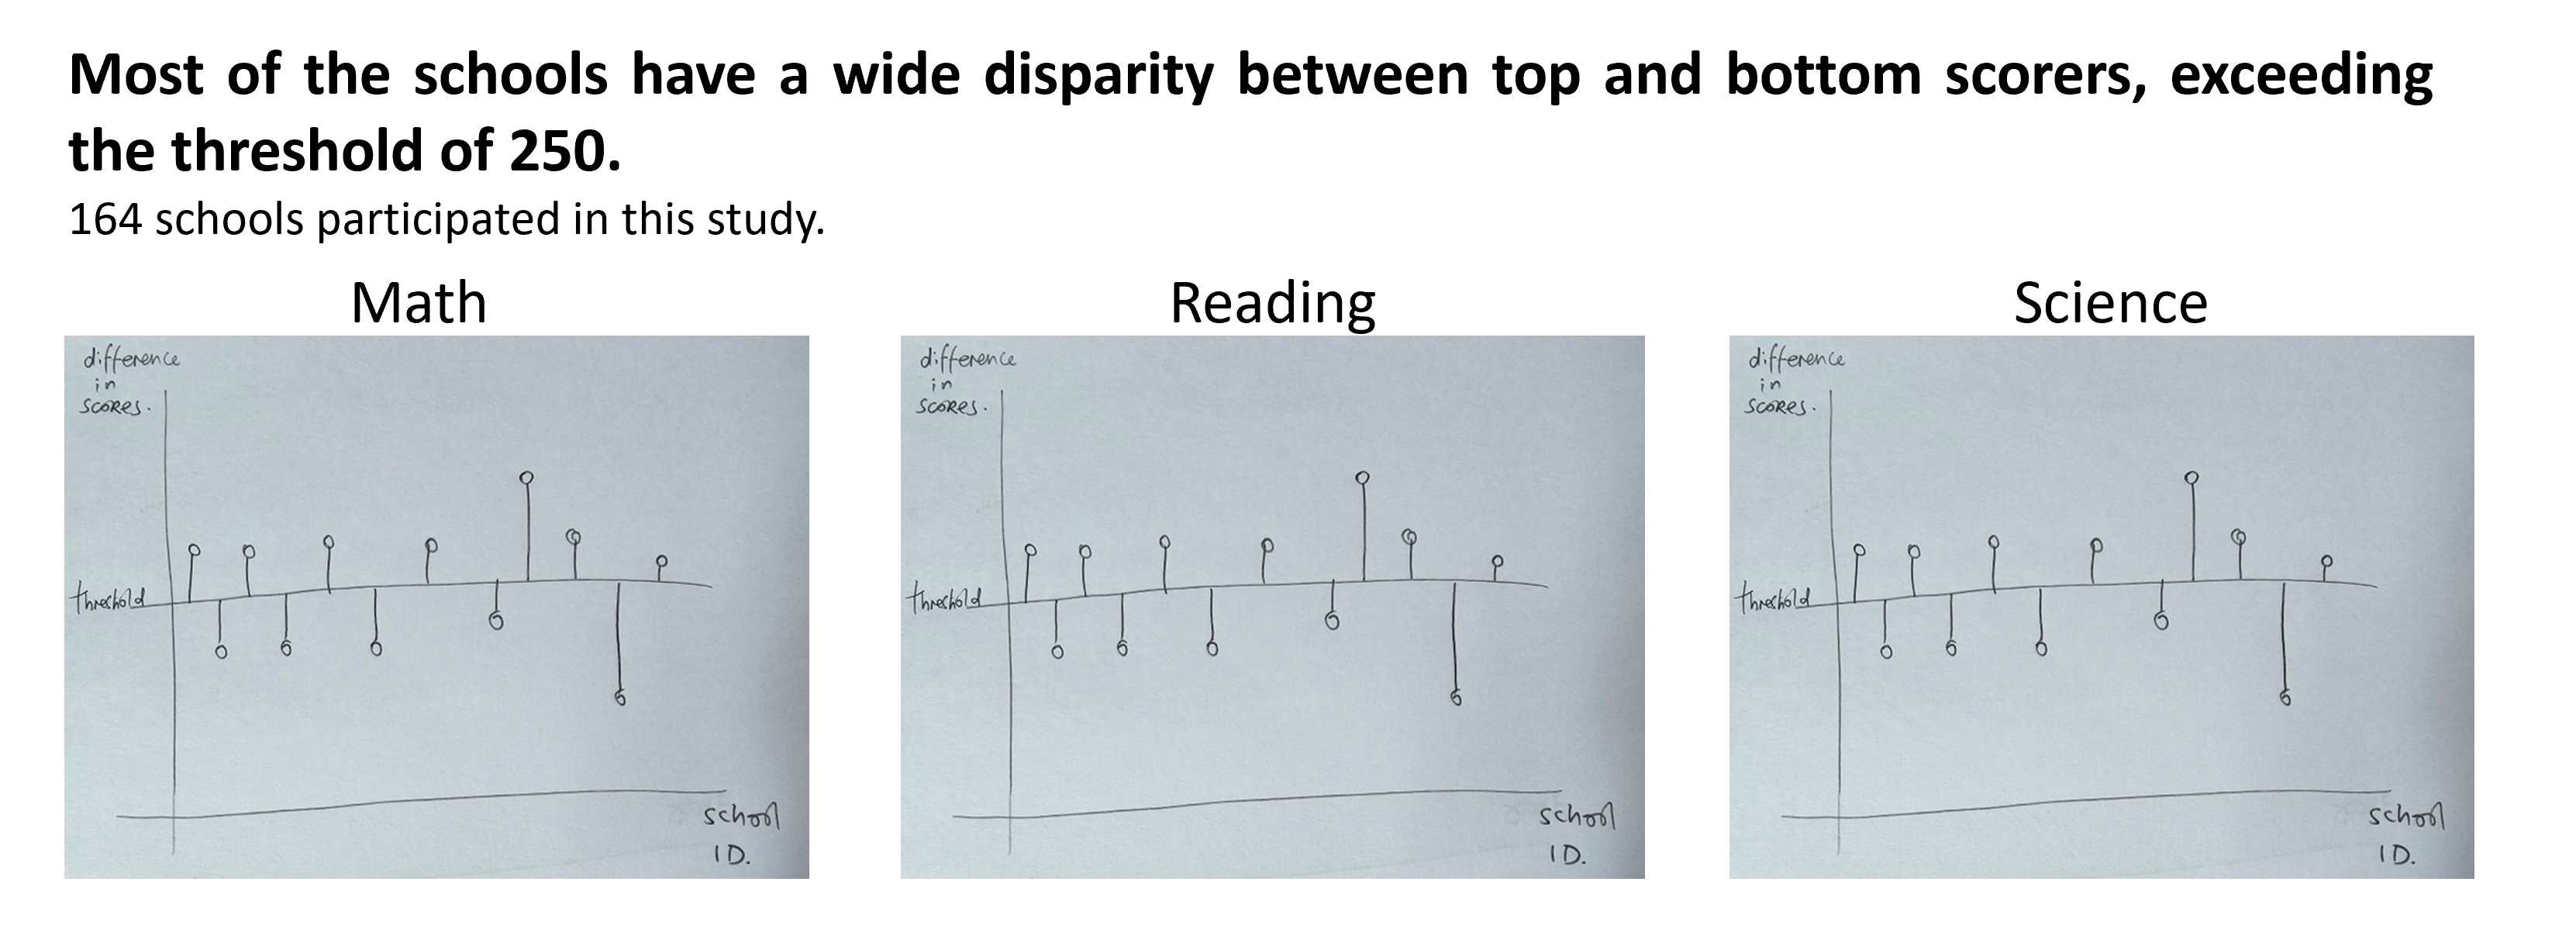 Most of the schools have a wide disparity between top and bottom scorers, exceeding
the threshold of 250.
164 schools participated in this study.
Math
Reading
Science
difference
in
scores.
threshold
school
ID.
difference
in
scores.
threshold
school
ID.
difference
in
scores.
threshold
school
ID.